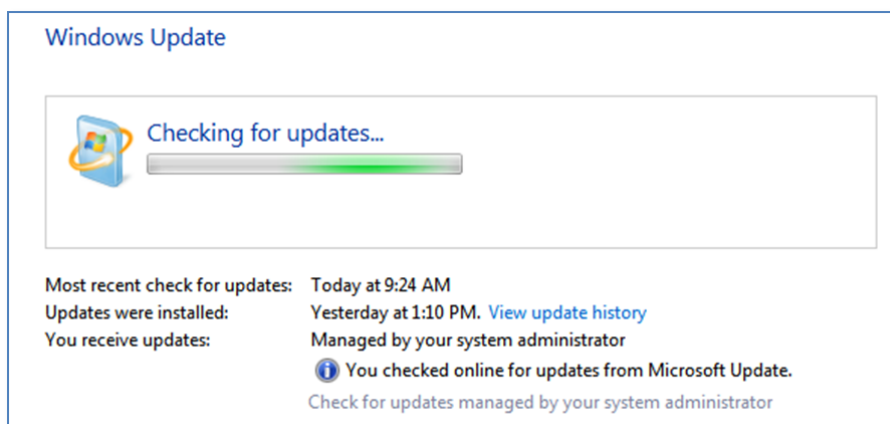 Windows Update
Checking for updates...
Most recent check for updates: Today at 9:24 AM
Updates were installed: Yesterday at 1:10 PM. View update history
You receive updates: Managed by your system administrator
You checked online for updates from Microsoft Update.
Check for updates managed by your system administrator